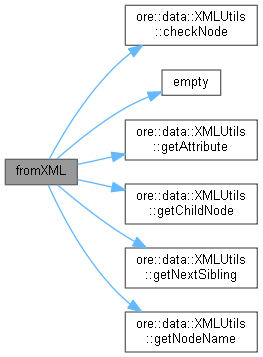 ore::data::XMLUtils
::checkNode
empty
ore::data::XMLUtils
::getAttribute
fromXML
ore::data::XMLUtils
::getChildNode
ore::data::XMLUtils
::getNextSibling
ore::data::XMLUtils
::getNodeName